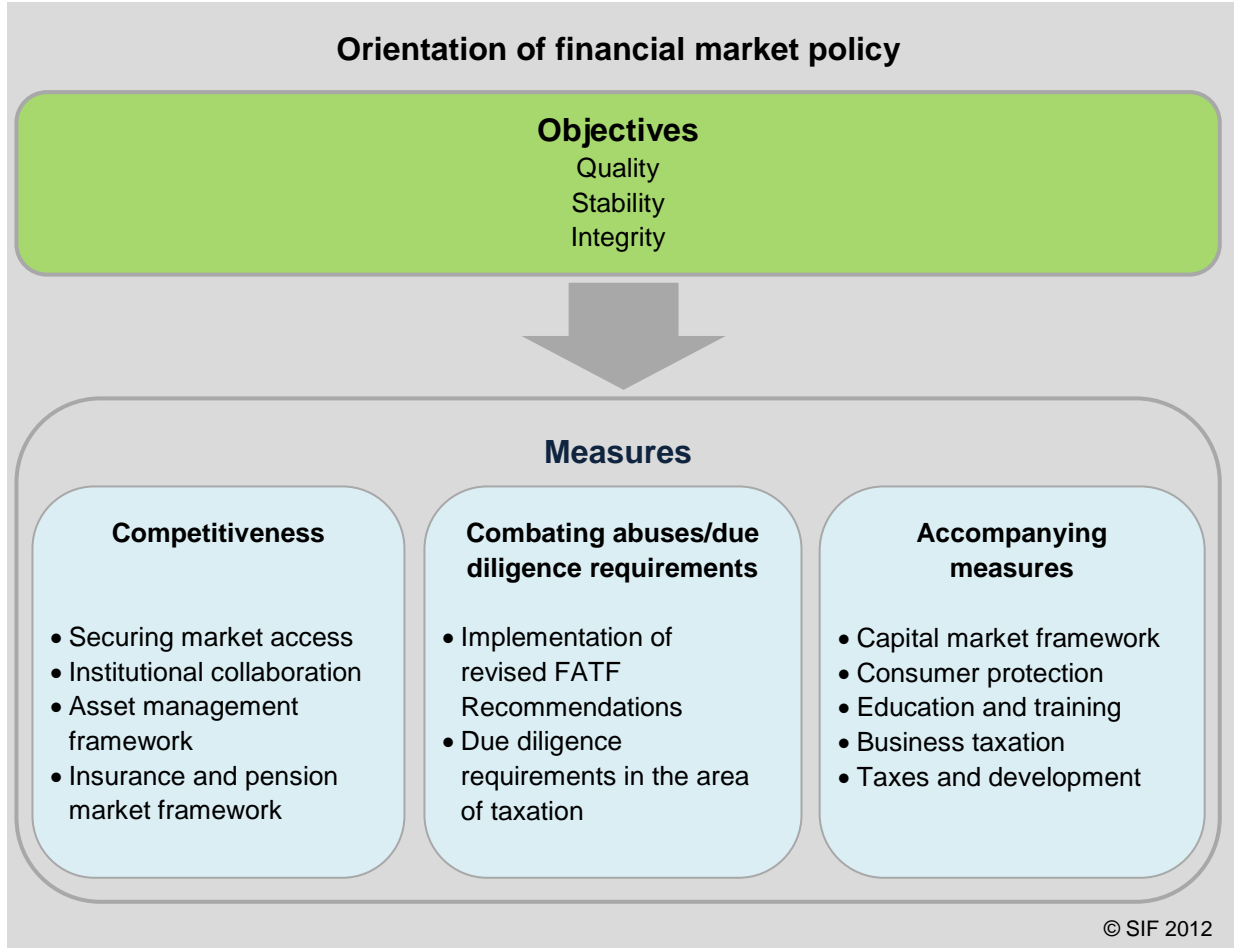 Orientation of financial market policy
Objectives
Quality
Stability
Integrity
Measures
Competitiveness
• Securing market access
• Institutional collaboration
• Asset management
framework
• Insurance and pension
market framework
Combating abuses/due
diligence requirements
• Implementation of
revised FATF
Recommendations
• Due diligence
requirements in the area
of taxation
Accompanying
measures
• Capital market framework
• Consumer protection
• Education and training
• Business taxation
• Taxes and development
© SIF 2012